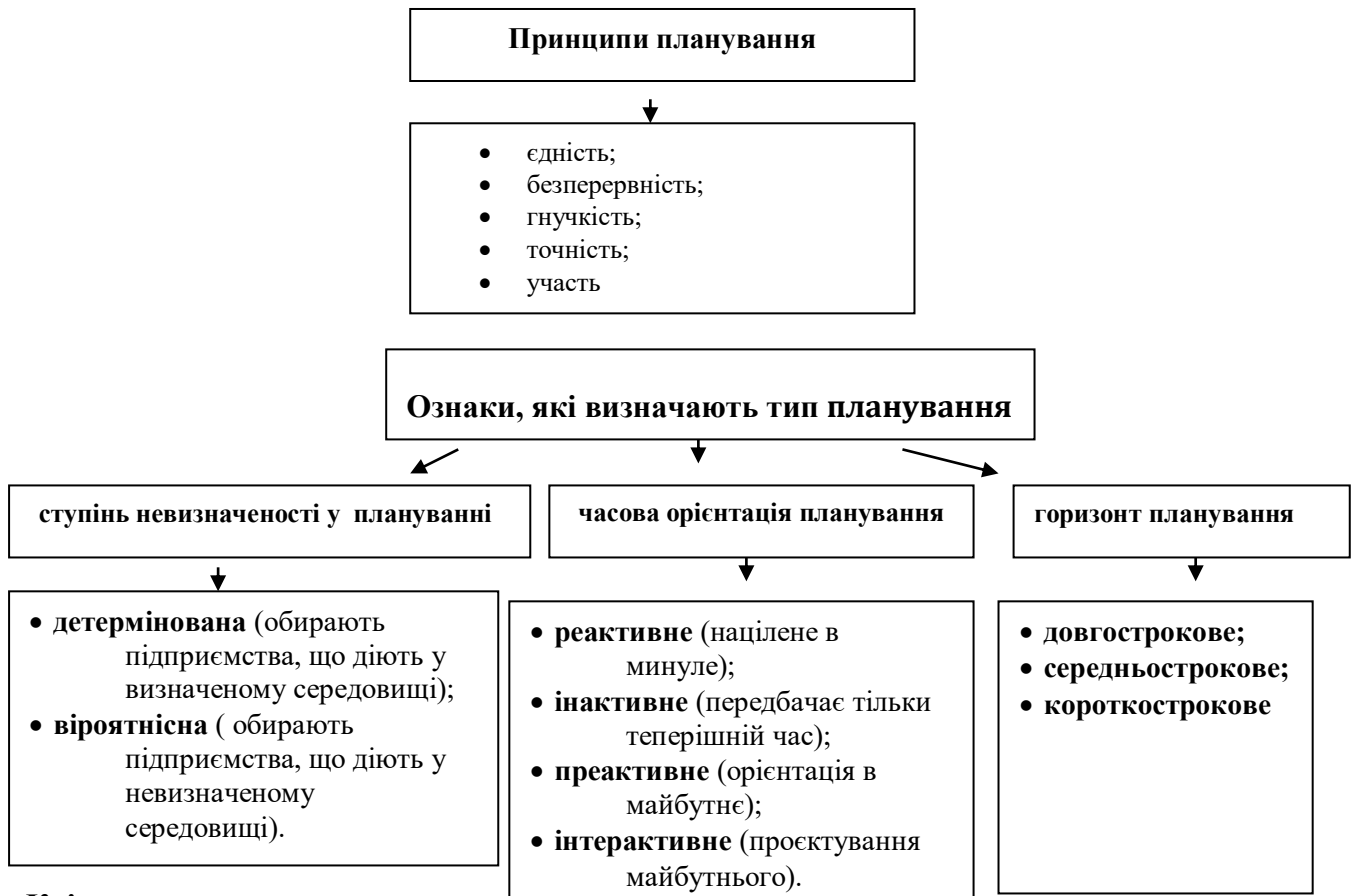 Принципи планування
• єдність;
• безперервність;
• гнучкість;
• точність;
• участь
Ознаки, які визначають тип планування
ступінь невизначеності у плануванні
часова орієнтація планування
горизонт планування
• детермінована (обирають
підприємства, що діють у
визначеному середовищі);
• віроятнісна ( обирають
підприємства, що діють у
невизначеному
середовищі).
• реактивне (націлене в
минуле);
• інактивне (передбачає тільки
теперішній час);
• преактивне (орієнтація в
майбутнє);
• інтерактивне (проєктування
майбутнього).
• довгострокове;
• середньострокове;
• короткострокове